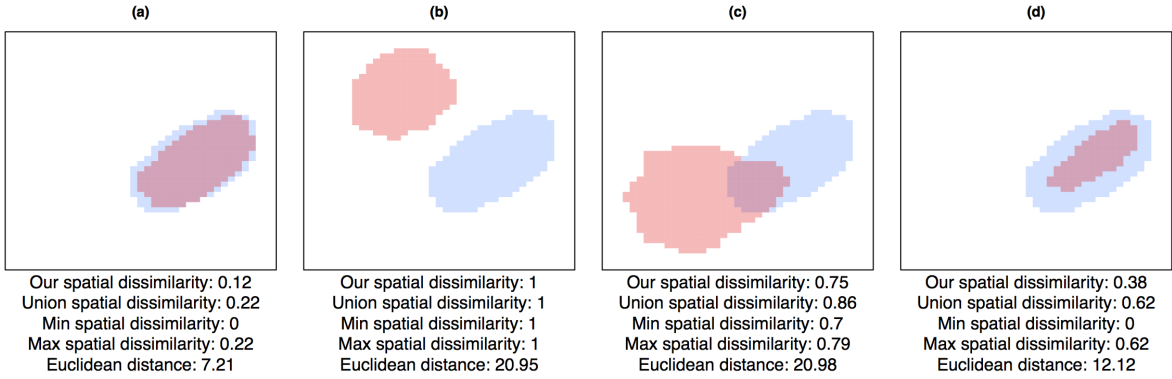 (a)
Our spatial dissimilarity: 0.12
Union spatial dissimilarity: 0.22
Min spatial dissimilarity: 0
Max spatial dissimilarity: 0.22
Euclidean distance: 7.21
(b)
Our spatial dissimilarity: 1
Union spatial dissimilarity: 1
Min spatial dissimilarity: 1
Max spatial dissimilarity: 1
Euclidean distance: 20.95
(c)
Our spatial dissimilarity: 0.75
Union spatial dissimilarity: 0.86
Min spatial dissimilarity: 0.7
Max spatial dissimilarity: 0.79
Euclidean distance: 20.98
(d)
Our spatial dissimilarity: 0.38
Union spatial dissimilarity: 0.62
Min spatial dissimilarity: 0
Max spatial dissimilarity: 0.62
Euclidean distance: 12.12